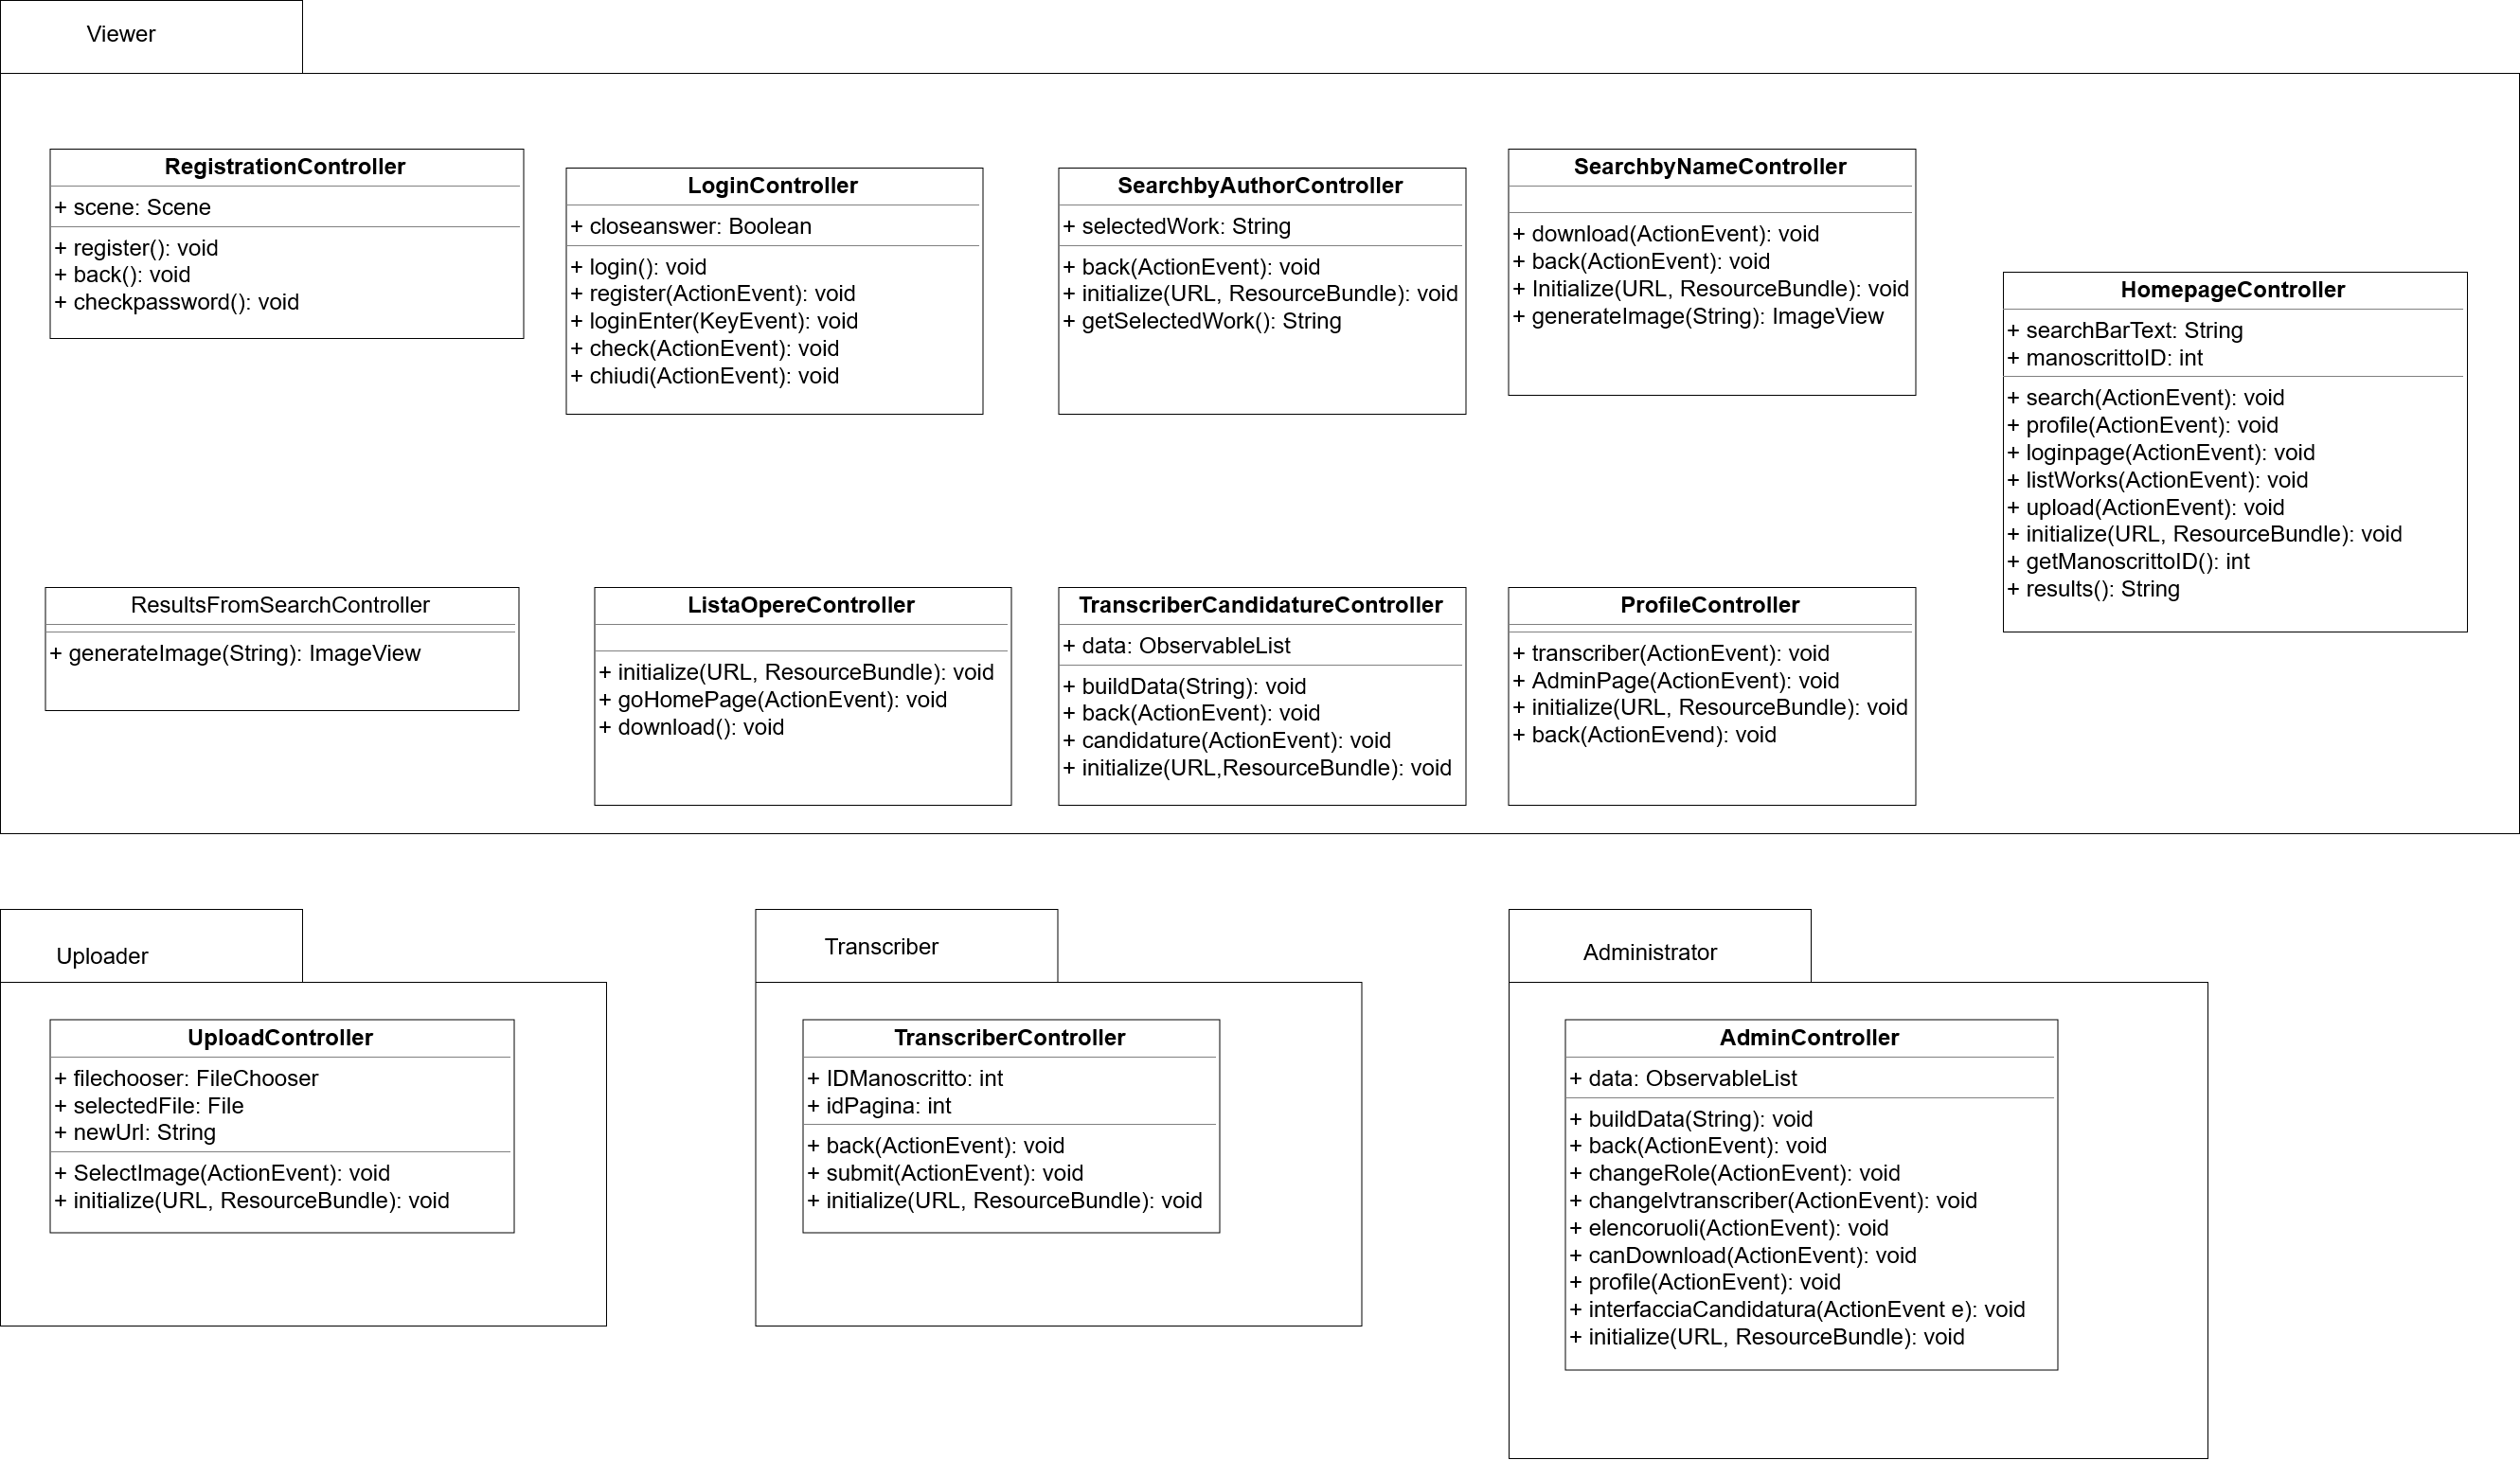 Viewer
RegistrationController
+ scene: Scene
+ register(): void
+ back(): void
+ checkpassword(): void
LoginController
+ closeanswer: Boolean
+ login(): void
+ register(ActionEvent): void
+ loginEnter(KeyEvent): void
+ check(ActionEvent): void
+ chiudi(ActionEvent): void
SearchbyAuthorController
+ selectedWork: String
+ back(ActionEvent): void
+ initialize(URL, ResourceBundle): void
+ getSelectedWork(): String
SearchbyNameController
+ download(ActionEvent): void
+ back(ActionEvent): void
+ Initialize(URL, ResourceBundle): void
+ generateImage(String): ImageView
HomepageController
+ searchBarText: String
+ manoscrittoID: int
+ search(ActionEvent): void
+ profile(ActionEvent): void
+ loginpage(ActionEvent): void
+ listWorks(ActionEvent): void
+ upload(ActionEvent): void
+ initialize(URL, ResourceBundle): void
+ getManoscrittoID(): int
+ results(): String
ResultsFromSearchController
+ generateImage(String): ImageView
ListaOpereController
+ initialize(URL, ResourceBundle): void
+ goHomePage(ActionEvent): void
+ download(): void
TranscriberCandidatureController
+ data: ObservableList
+ buildData(String): void
+ back(ActionEvent): void
+ candidature(ActionEvent): void
+ initialize(URL,ResourceBundle): void
ProfileController
+ transcriber(ActionEvent): void
+ AdminPage(ActionEvent): void
+ initialize(URL, ResourceBundle): void
+ back(ActionEvend): void
Uploader
UploadController
+ filechooser: FileChooser
+ selectedFile: File
+ newUrl: String
+ SelectImage(ActionEvent): void
+ initialize(URL, ResourceBundle): void
Transcriber
TranscriberController
+ IDManoscritto: int
+ idPagina: int
+ back(ActionEvent): void
+ submit(ActionEvent): void
+ initialize(URL, ResourceBundle): void
Administrator
AdminController
+ data: ObservableList
+ buildData(String): void
+ back(ActionEvent): void
+ changeRole(ActionEvent): void
+ changelvtranscriber(ActionEvent): void
+ elencoruoli(ActionEvent): void
+ canDownload(ActionEvent): void
+ profile(ActionEvent): void
+ interfacciaCandidatura(ActionEvent e): void
+ initialize(URL, ResourceBundle): void